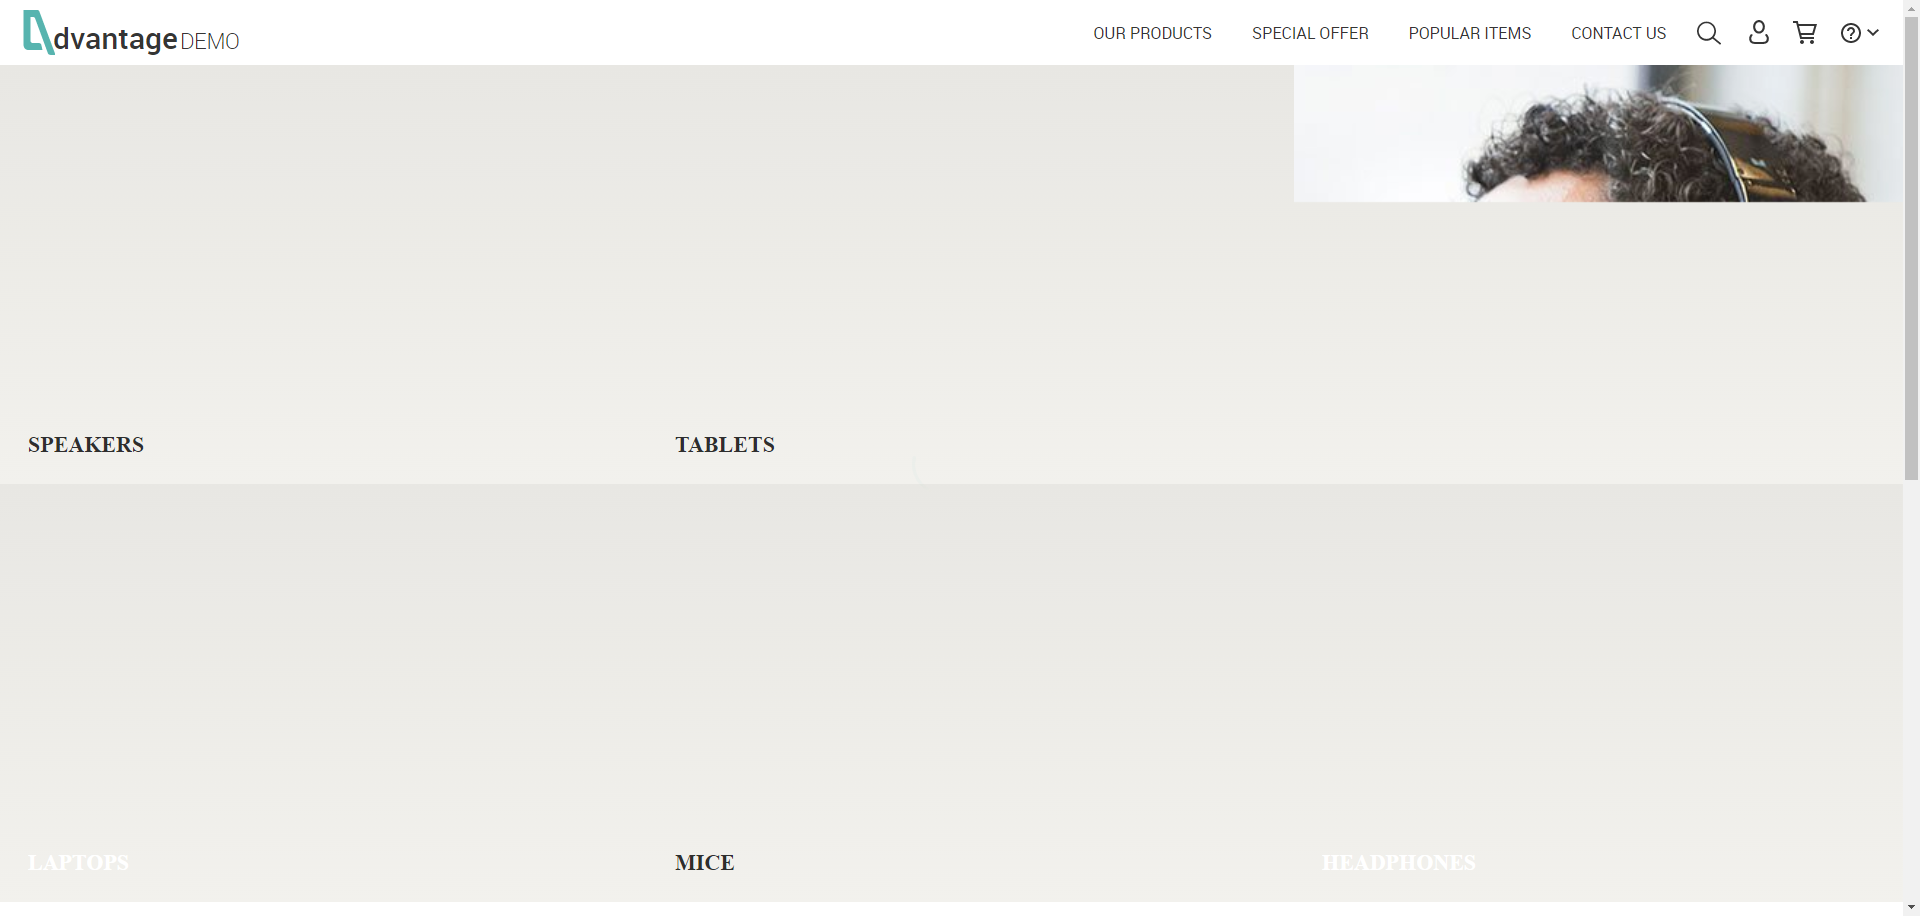 dvantage DEMO
OUR PRODUCTS SPECIAL OFFER POPULAR ITEMS CONTACT US
SPEAKERS TABLETS
LAPTOPS MICE HEADPHONES